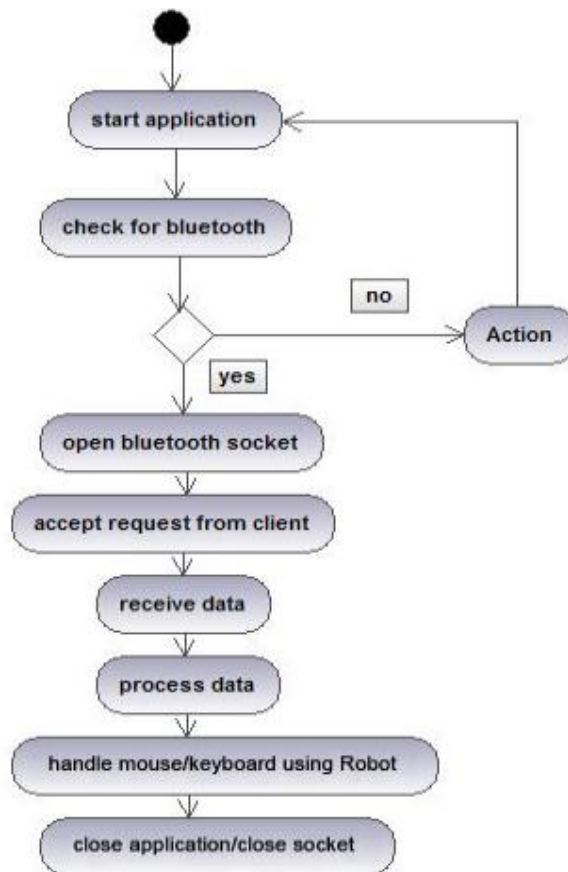 start application
check for bluetooth
no
Action
yes
open bluetooth socket
accept request from client
receive data
process data
handle mouse/keyboard using Robot
close application/close socket